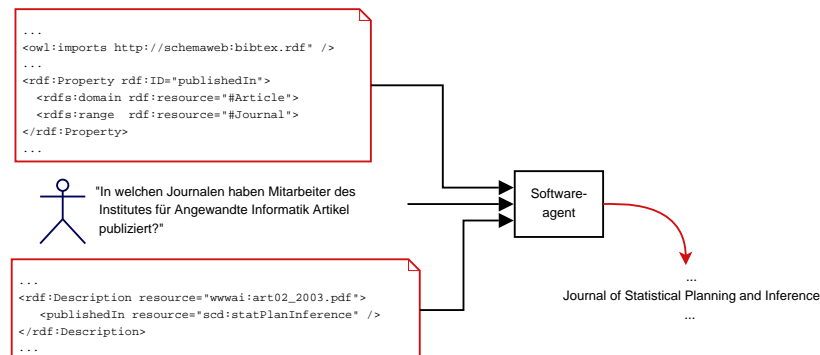 ...
<owl:imports http://schemaweb:bibtex.rdf" />
...
<rdf:Property rdf:ID="publishedIn">
  <rdfs:domain rdf:resource="#Article">
  <rdfs:range  rdf:resource="#Journal">
</rdf:Property>
...
"In welchen Journalen haben Mitarbeiter des
Institutes für Angewandte Informatik Artikel
publiziert?"
Software-
agent
...
<rdf:Description resource="wwwai:art02_2003.pdf">
   <publishedIn resource="scd:statPlanInference" />
</rdf:Description>
...
...
Journal of Statistical Planning and Inference
...